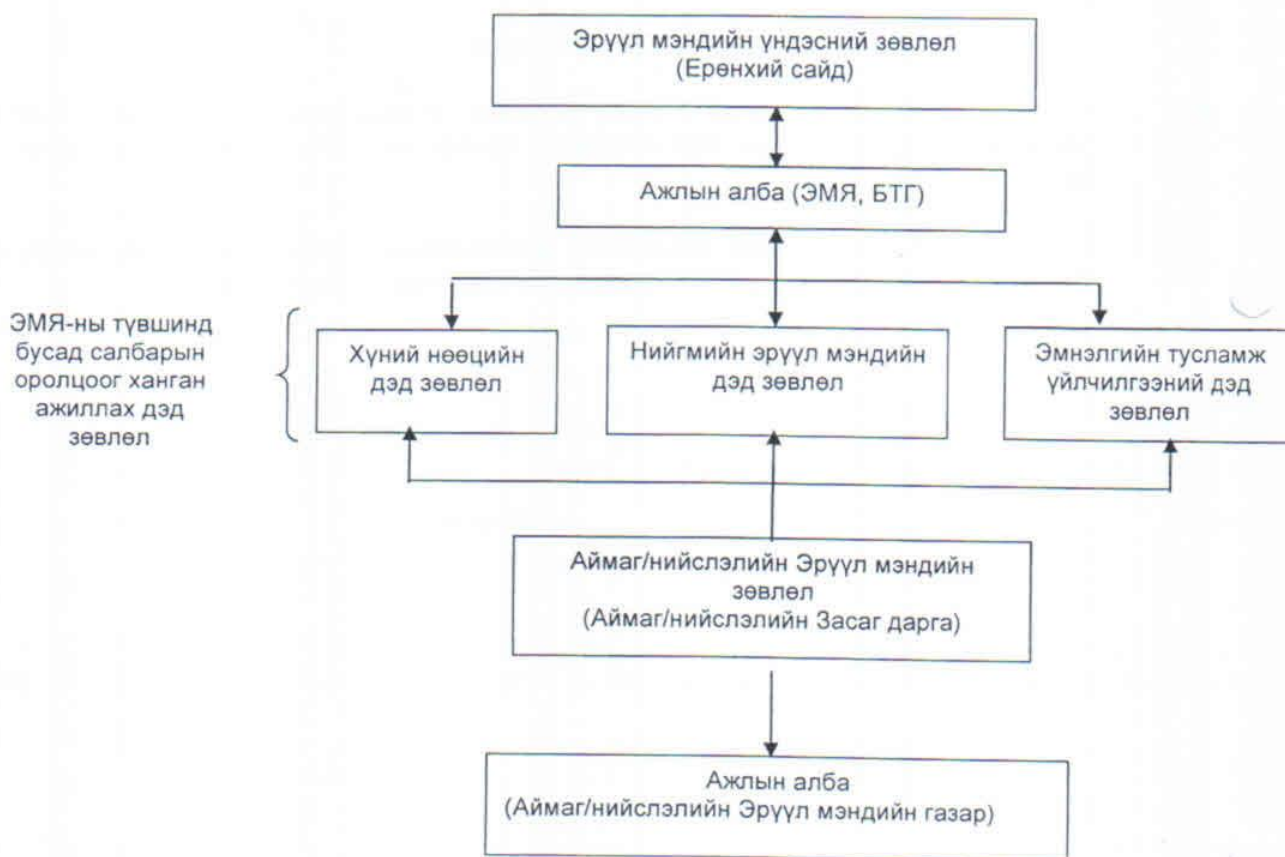 Эрүүл мэндийн үндэсний зөвлөл
(Ерөнхий сайд)
Ажлын алба (ЭМЯ, БТГ)
ЭМЯ-ны түвшинд
бусад салбарын
оролцоог ханган
ажиллах дэд
зөвлөл
Хүний нөөцийн
дэд зөвлөл
Нийгмийн эрүүл мэндийн
дэд зөвлөл
Эмнэлгийн тусламж
үйлчилгээний дэд
зөвлөл
Аймаг/нийслэлийн Эрүүл мэндийн
зөвлөл
(Аймаг/нийслэлийн Засаг дарга)
Ажлын алба
(Аймаг/нийслэлийн Эрүүл мэндийн газар)